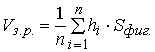 V_{з.р.} = \frac{1}{n} \sum_{i=1}^{n} h_i \cdot S_{фиг.}